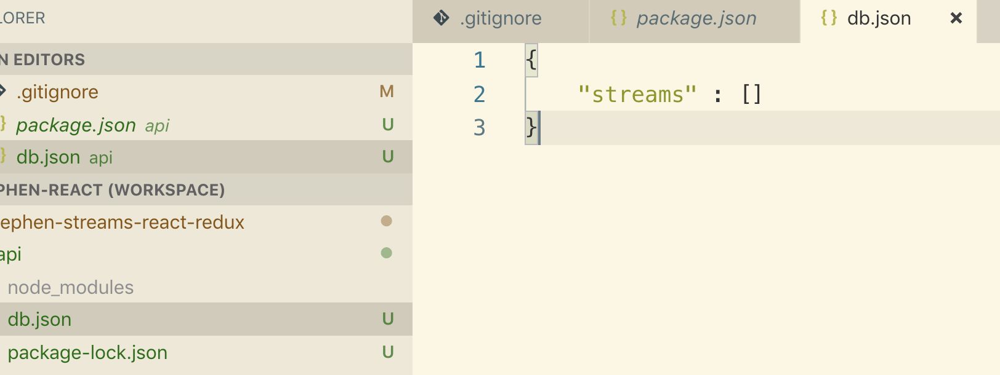 LORER
N EDITORS
.gitignore M
package.json api U
db.json api U
PHEN-REACT (WORKSPACE)
ephen-streams-react-redux
api
node_modules
db.json U
package-lock.json U
.gitignore
package.json
db.json
1 {
2 "streams" : []
3 }